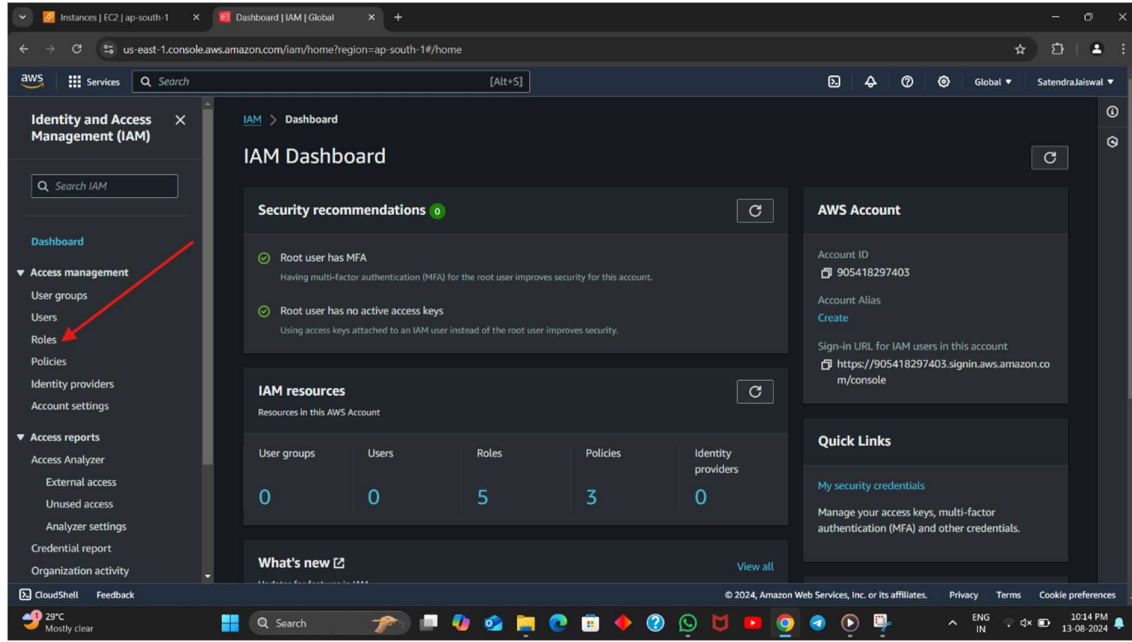 Instances | EC2 | ap-south-1
Dashboard | IAM | Global
us-east-1.console.aws.amazon.com/iam/home?region=ap-south-1#/home
aws
Services
Search
[Alt+S]
Global
SatendraJaiswal
Identity and Access
Management (IAM)
Search IAM
Dashboard
Access management
User groups
Users
Roles
Policies
Identity providers
Account settings
Access reports
Access Analyzer
External access
Unused access
Analyzer settings
Credential report
Organization activity
IAM > Dashboard
IAM Dashboard
Security recommendations 0
Root user has MFA
Having multi-factor authentication (MFA) for the root user improves security for this account.
Root user has no active access keys
Using access keys attached to an IAM user instead of the root user improves security.
IAM resources
Resources in this AWS Account
User groups
Users
Roles
Policies
Identity
providers
0
0
5
3
0
What's new
View all
AWS Account
Account ID
905418297403
Account Alias
Create
Sign-in URL for IAM users in this account
https://905418297403.signin.aws.amazon.co
m/console
Quick Links
My security credentials
Manage your access keys, multi-factor
authentication (MFA) and other credentials.
CloudShell
Feedback
© 2024, Amazon Web Services, Inc. or its affiliates.
Privacy
Terms
Cookie preferences
1
29°C
Mostly clear
Search
ENG
IN
10:14 PM
13-08-2024